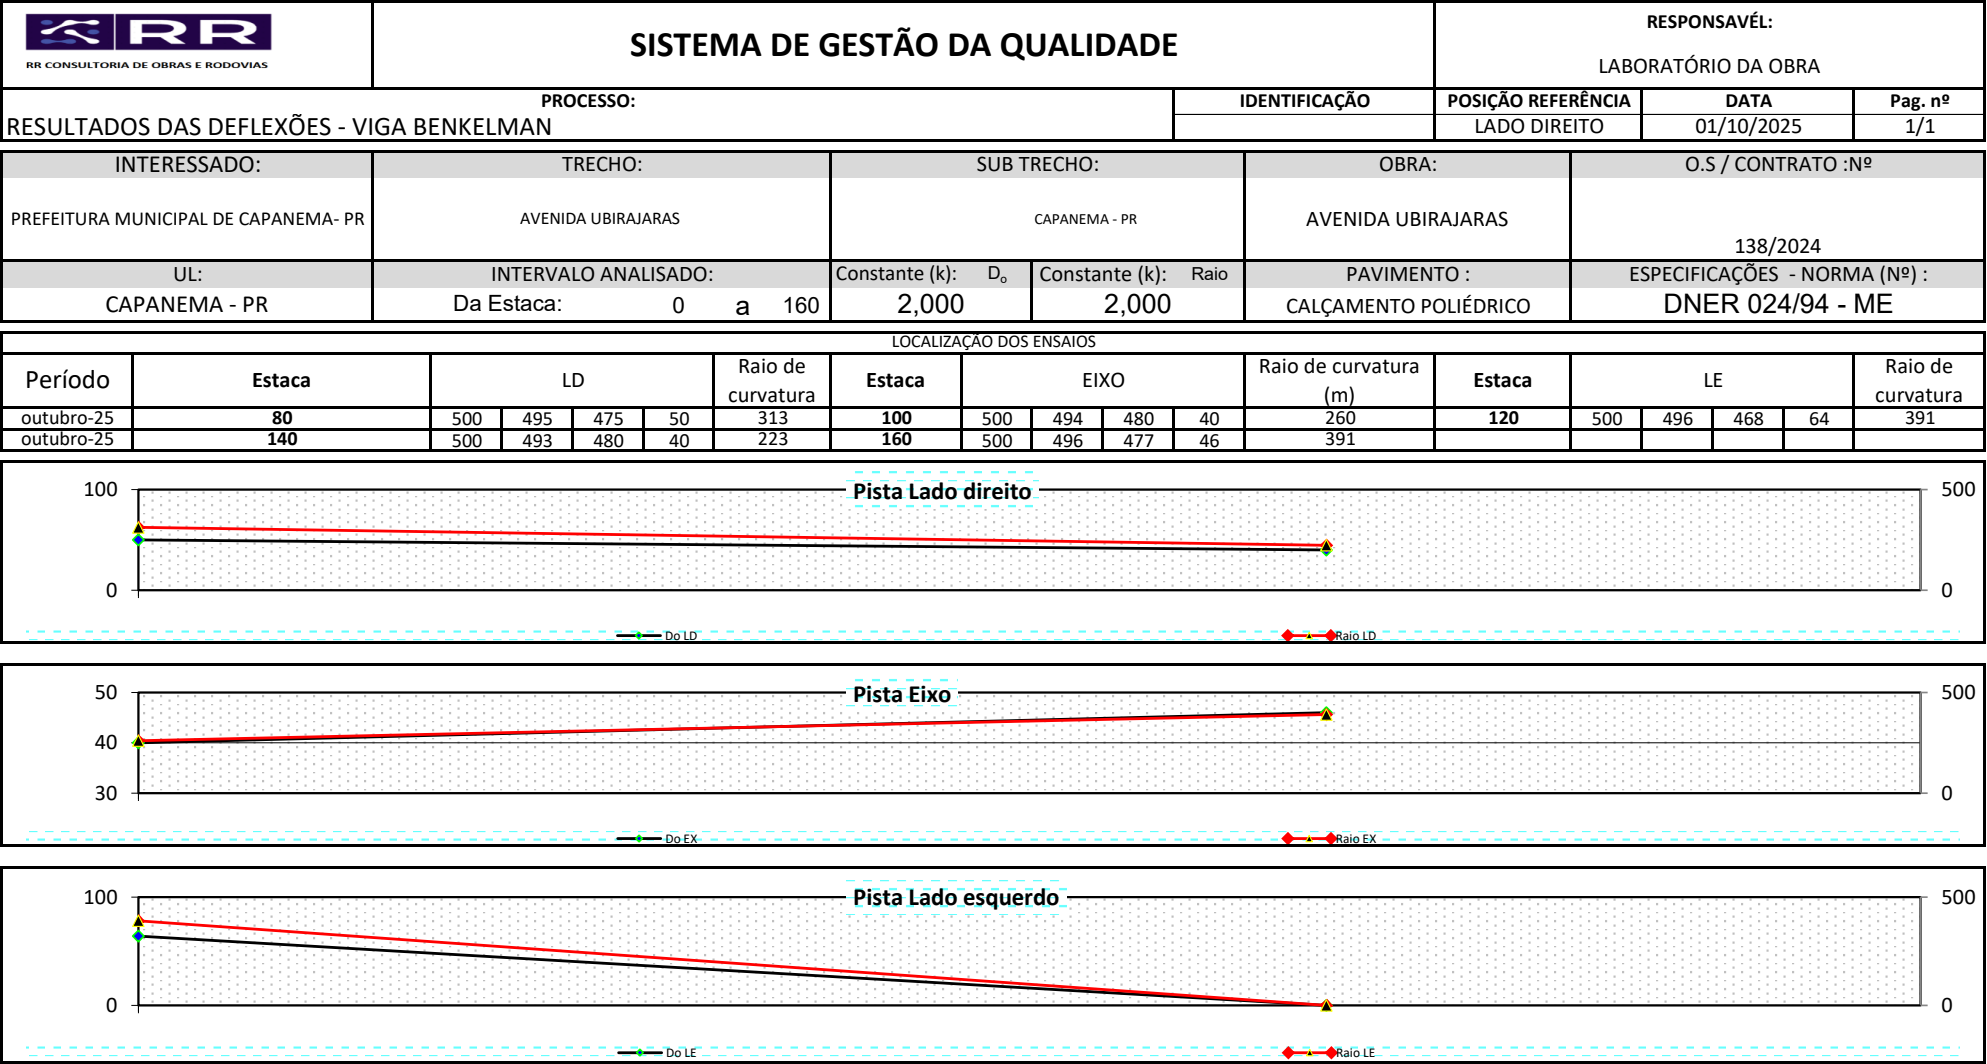 RR
RR CONSULTORIA DE OBRAS E RODOVIAS
SISTEMA DE GESTÃO DA QUALIDADE
RESPONSAVÉL:
LABORATÓRIO DA OBRA
PROCESSO:
RESULTADOS DAS DEFLEXÕES - VIGA BENKELMAN
IDENTIFICAÇÃO POSIÇÃO REFERÊNCIA DATA Pag. nº
LADO DIREITO 01/10/2025 1/1
INTERESSADO: TRECHO: SUB TRECHO: OBRA: O.S / CONTRATO :Nº
PREFEITURA MUNICIPAL DE CAPANEMA- PR AVENIDA UBIRAJARAS CAPANEMA - PR AVENIDA UBIRAJARAS
138/2024
UL: INTERVALO ANALISADO: Constante (k): Do Constante (k): Raio PAVIMENTO : ESPECIFICAÇÕES - NORMA (Nº) :
CAPANEMA - PR Da Estaca: 0 a 160 2,000 2,000 CALÇAMENTO POLIÉDRICO DNER 024/94 - ME
LOCALIZAÇÃO DOS ENSAIOS
Período Estaca LD Raio de curvatura Estaca EIXO Raio de curvatura (m) Estaca LE Raio de curvatura
outubro-25 80 500 495 475 50 313 100 500 494 480 40 260 120 500 496 468 64 391
outubro-25 140 500 493 480 40 223 160 500 496 477 46 391
Pista Lado direito
100 500
0 0
Do LD Raio LD
Pista Eixo
50 500
40
30 0
Do EX Raio EX
Pista Lado esquerdo
100 500
0 0
Do LE Raio LE